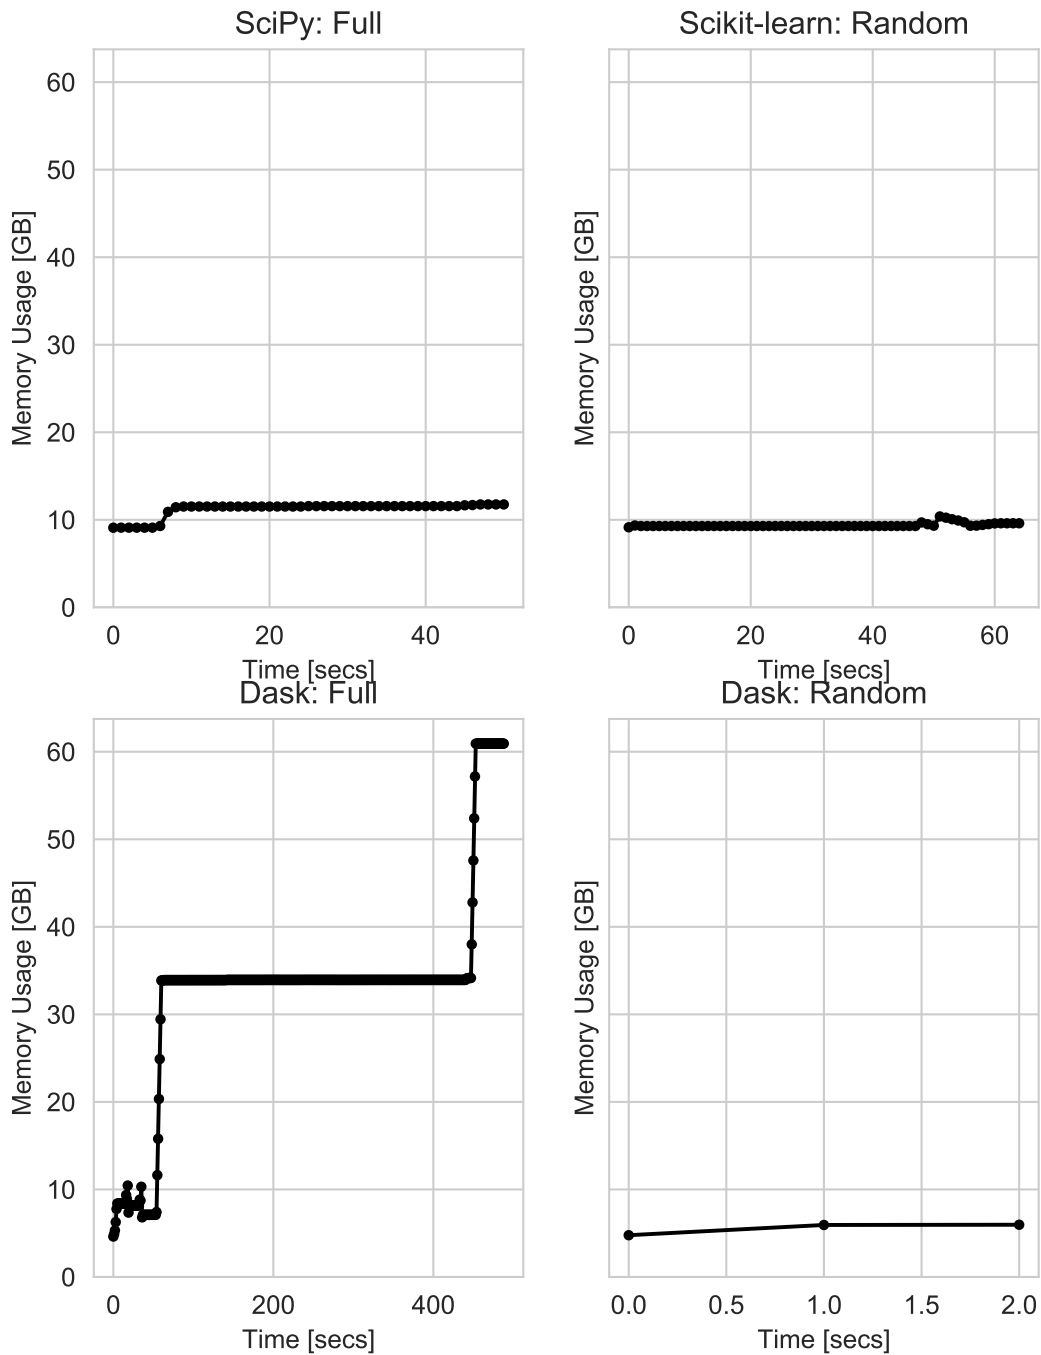 SciPy: Full
Memory Usage [GB]
60
50
40
30
20
10
0
0 20 40
Time [secs]
Scikit-learn: Random
Memory Usage [GB]
0 20 40 60
Time [secs]
Dask: Full
Memory Usage [GB]
60
50
40
30
20
10
0
0 200 400
Time [secs]
Dask: Random
Memory Usage [GB]
0.0 0.5 1.0 1.5 2.0
Time [secs]